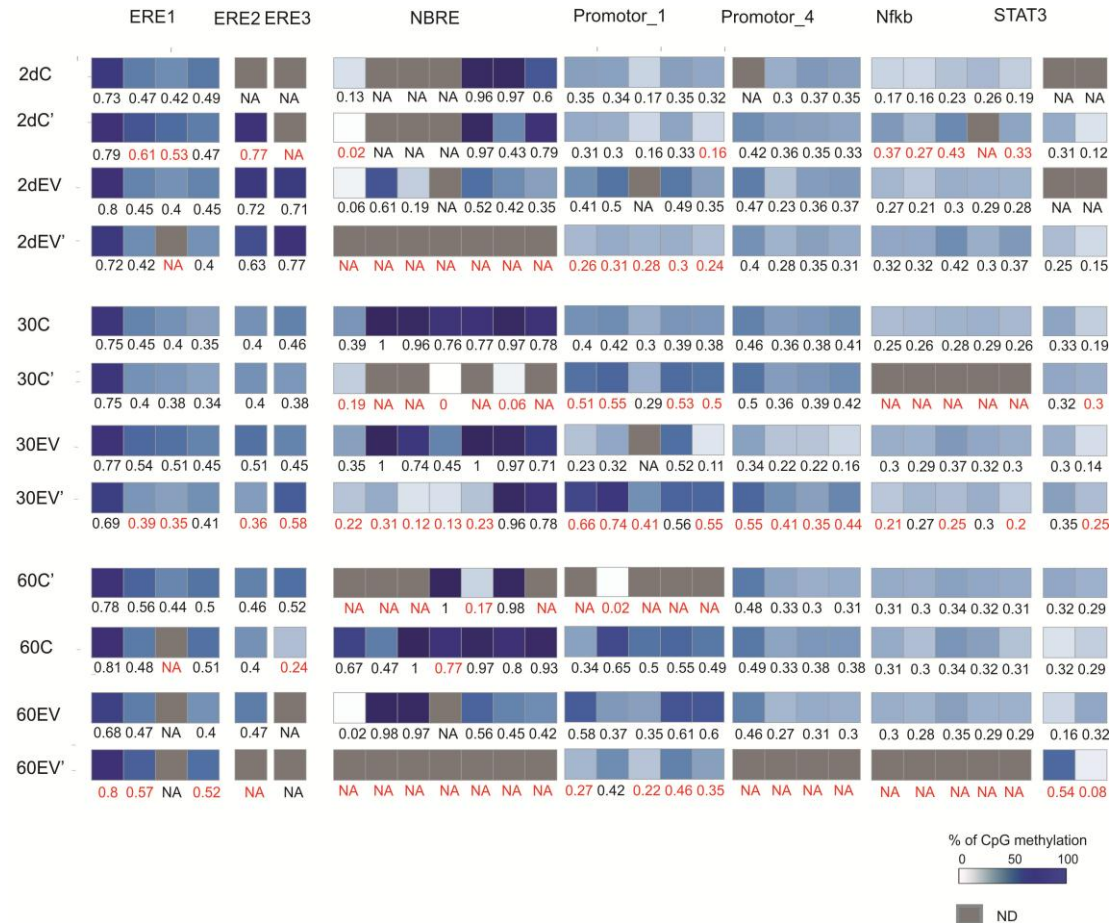 ERE1 ERE2 ERE3 NBRE Promotor_1 Promotor_4 Nfkb STAT3
2dC
0.73 0.47 0.42 0.49 NA NA 0.13 NA NA NA 0.96 0.97 0.6 0.35 0.34 0.17 0.35 0.32 NA 0.3 0.37 0.35 0.17 0.16 0.23 0.26 0.19 NA NA
2dC'
0.79 0.61 0.53 0.47 0.77 NA 0.02 NA NA NA 0.97 0.43 0.79 0.31 0.3 0.16 0.33 0.16 0.42 0.36 0.35 0.33 0.37 0.27 0.43 NA 0.33 0.31 0.12
2dEV
0.8 0.45 0.4 0.45 0.72 0.71 0.06 0.61 0.19 NA 0.52 0.42 0.35 0.41 0.5 NA 0.49 0.35 0.47 0.23 0.36 0.37 0.27 0.21 0.3 0.29 0.28 NA NA
2dEV'
0.72 0.42 NA 0.4 0.63 0.77 NA NA NA NA NA NA NA 0.26 0.31 0.28 0.3 0.24 0.4 0.28 0.35 0.31 0.32 0.32 0.42 0.3 0.37 0.25 0.15
30C
0.75 0.45 0.4 0.35 0.4 0.46 0.39 1 0.96 0.76 0.77 0.97 0.78 0.4 0.42 0.3 0.39 0.38 0.46 0.36 0.38 0.41 0.25 0.26 0.28 0.29 0.26 0.33 0.19
30C'
0.75 0.4 0.38 0.34 0.4 0.38 0.19 NA NA 0 NA 0.06 NA 0.51 0.55 0.29 0.53 0.5 0.5 0.36 0.39 0.42 NA NA NA NA NA 0.32 0.3
30EV
0.77 0.54 0.51 0.45 0.51 0.45 0.35 1 0.74 0.45 1 0.97 0.71 0.23 0.32 NA 0.52 0.11 0.34 0.22 0.22 0.16 0.3 0.29 0.37 0.32 0.3 0.3 0.14
30EV'
0.69 0.39 0.35 0.41 0.36 0.58 0.22 0.31 0.12 0.13 0.23 0.96 0.78 0.66 0.74 0.41 0.56 0.55 0.55 0.41 0.35 0.44 0.21 0.27 0.25 0.3 0.2 0.35 0.25
60C'
0.78 0.56 0.44 0.5 0.46 0.52 NA NA NA 1 0.17 0.98 NA NA 0.02 NA NA NA 0.48 0.33 0.3 0.31 0.31 0.3 0.34 0.32 0.31 0.32 0.29
60C
0.81 0.48 NA 0.51 0.4 0.24 0.67 0.47 1 0.77 0.97 0.8 0.93 0.34 0.65 0.5 0.55 0.49 0.49 0.33 0.38 0.38 0.31 0.3 0.34 0.32 0.31 0.32 0.29
60EV
0.68 0.47 NA 0.4 0.47 NA 0.02 0.98 0.97 NA 0.56 0.45 0.42 0.58 0.37 0.35 0.61 0.6 0.46 0.27 0.31 0.3 0.3 0.28 0.35 0.29 0.29 0.16 0.32
60EV'
0.8 0.57 NA 0.52 NA NA NA NA NA NA NA NA NA 0.27 0.42 0.22 0.46 0.35 NA NA NA NA NA NA NA NA NA 0.54 0.08
% of CpG methylation
0 50 100
ND